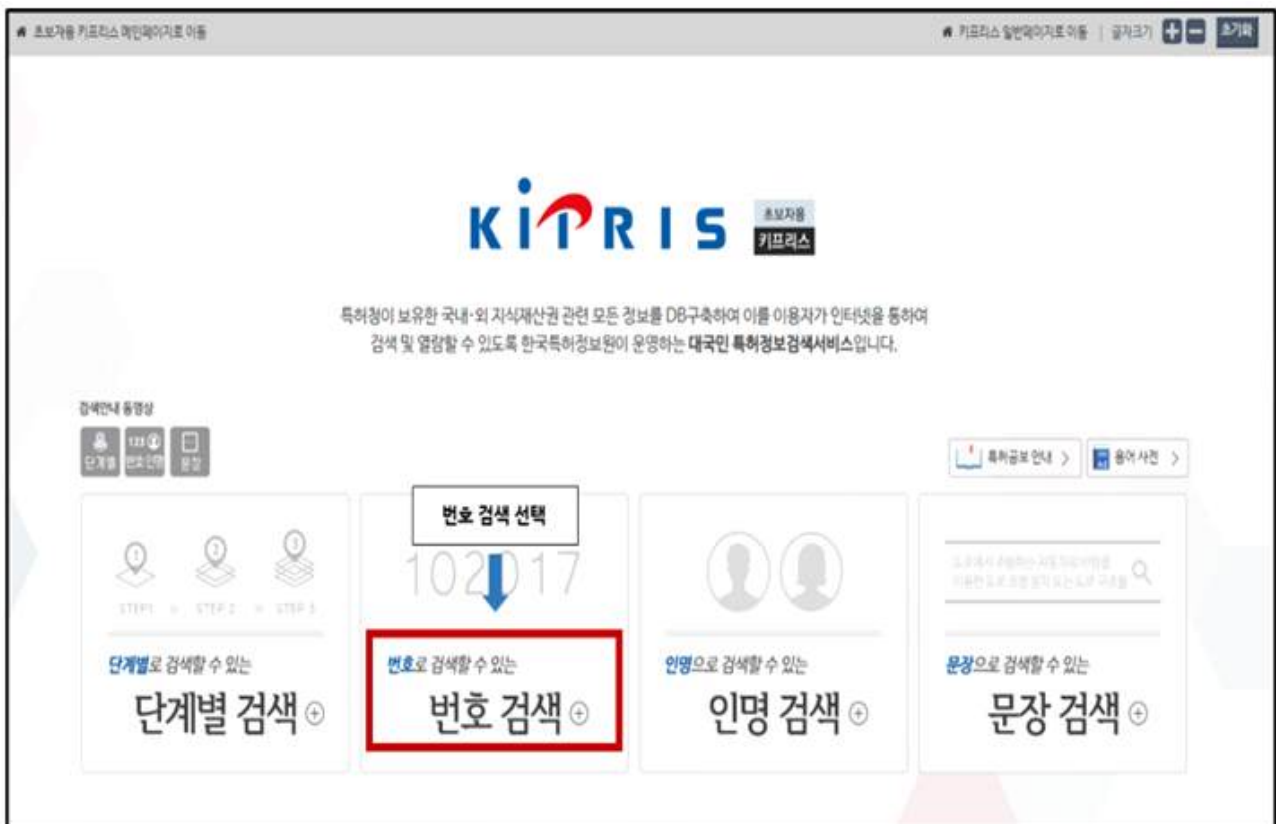 초보자용 키프리스 메인페이지로 이동
키프리스 일반페이지로 이동 | 글자크기 + - 초기화
KIPRIS 초보자용 키프리스
특허청이 보유한 국내·외 지식재산권 관련 모든 정보를 DB구축하여 이를 이용자가 인터넷을 통하여
검색 및 열람할 수 있도록 한국특허정보원이 운영하는 대국민 특허정보검색서비스입니다.
검색안내 동영상
단계별
123
번호 인명
문장
특허공보 안내 >
용어 사전 >
1 2 3
STEP1 STEP 2 STEP 3
단계별로 검색할 수 있는
단계별 검색
번호 검색 선택
102017
번호로 검색할 수 있는
번호 검색
인명으로 검색할 수 있는
인명 검색
문장으로 검색할 수 있는
문장 검색